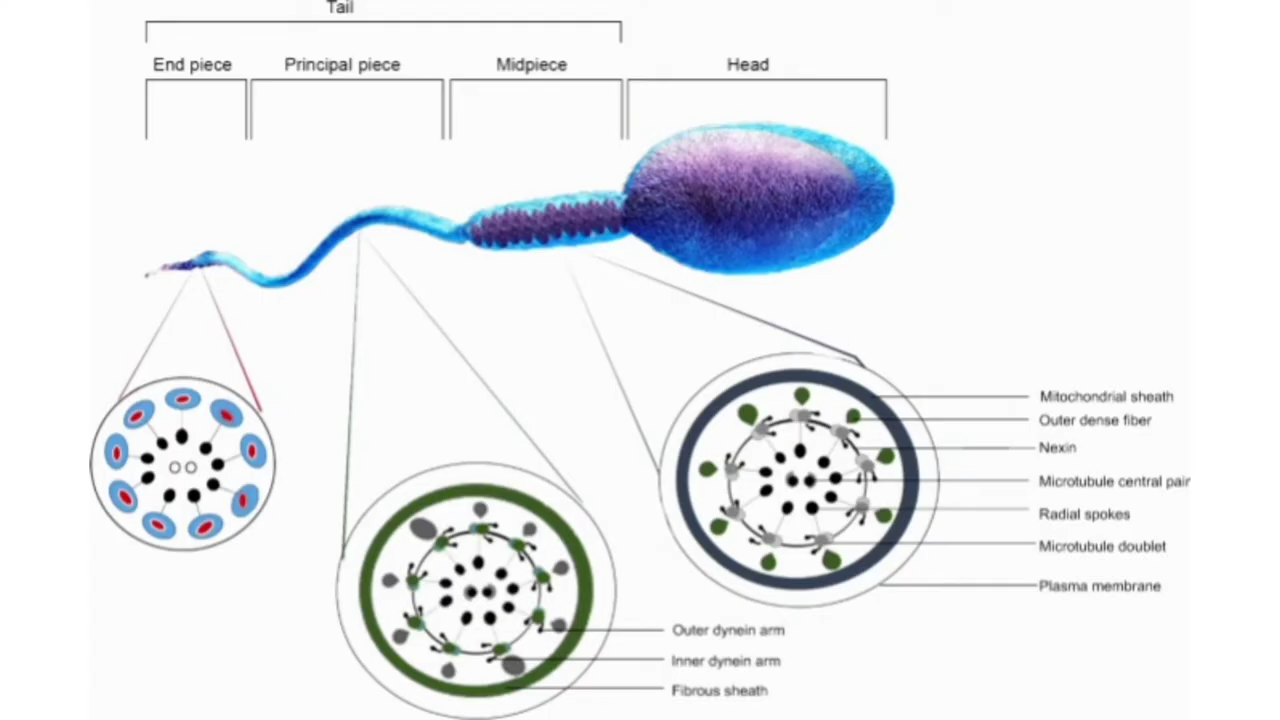 Tail
End piece
Principal piece
Midpiece
Head
Mitochondrial sheath
Outer dense fiber
Nexin
Microtubule central pair
Radial spokes
Microtubule doublet
Plasma membrane
Outer dynein arm
Inner dynein arm
Fibrous sheath